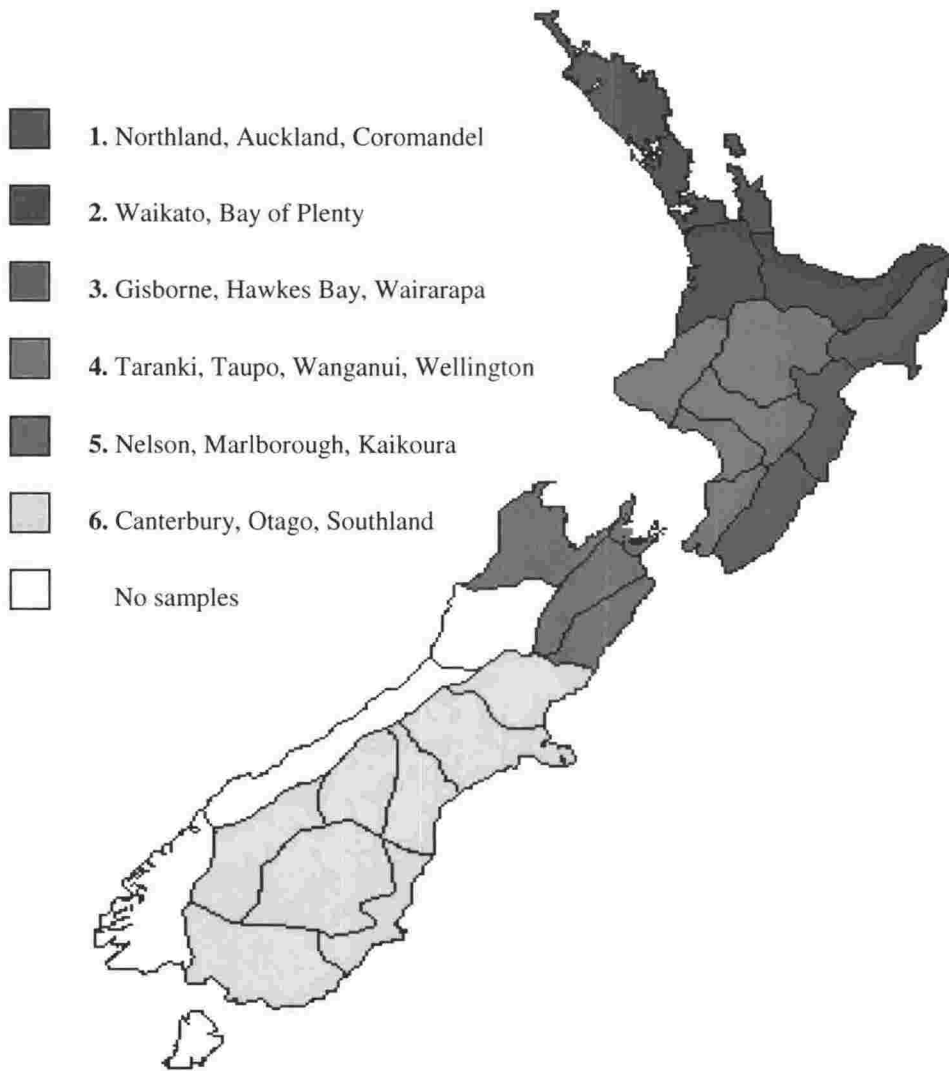 1. Northland, Auckland, Coromandel
2. Waikato, Bay of Plenty
3. Gisborne, Hawkes Bay, Wairarapa
4. Taranki, Taupo, Wanganui, Wellington
5. Nelson, Marlborough, Kaikoura
6. Canterbury, Otago, Southland
No samples